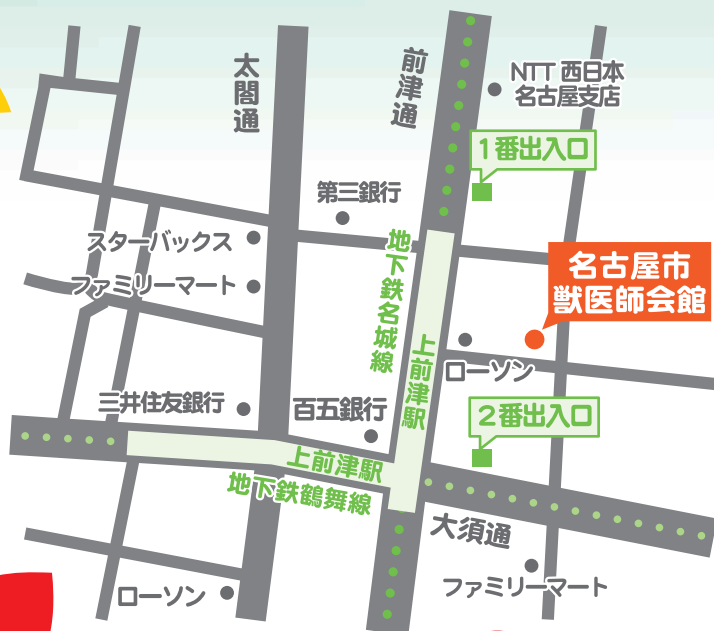 太閤通
前津通
NTT 西日本
名古屋支店
1番出入口
第三銀行
スターバックス
ファミリーマート
地下鉄名城線
名古屋市
獣医師会館
上前津駅
ローソン
三井住友銀行
百五銀行
2番出入口
上前津駅
地下鉄鶴舞線
大須通
ファミリーマート
ローソン